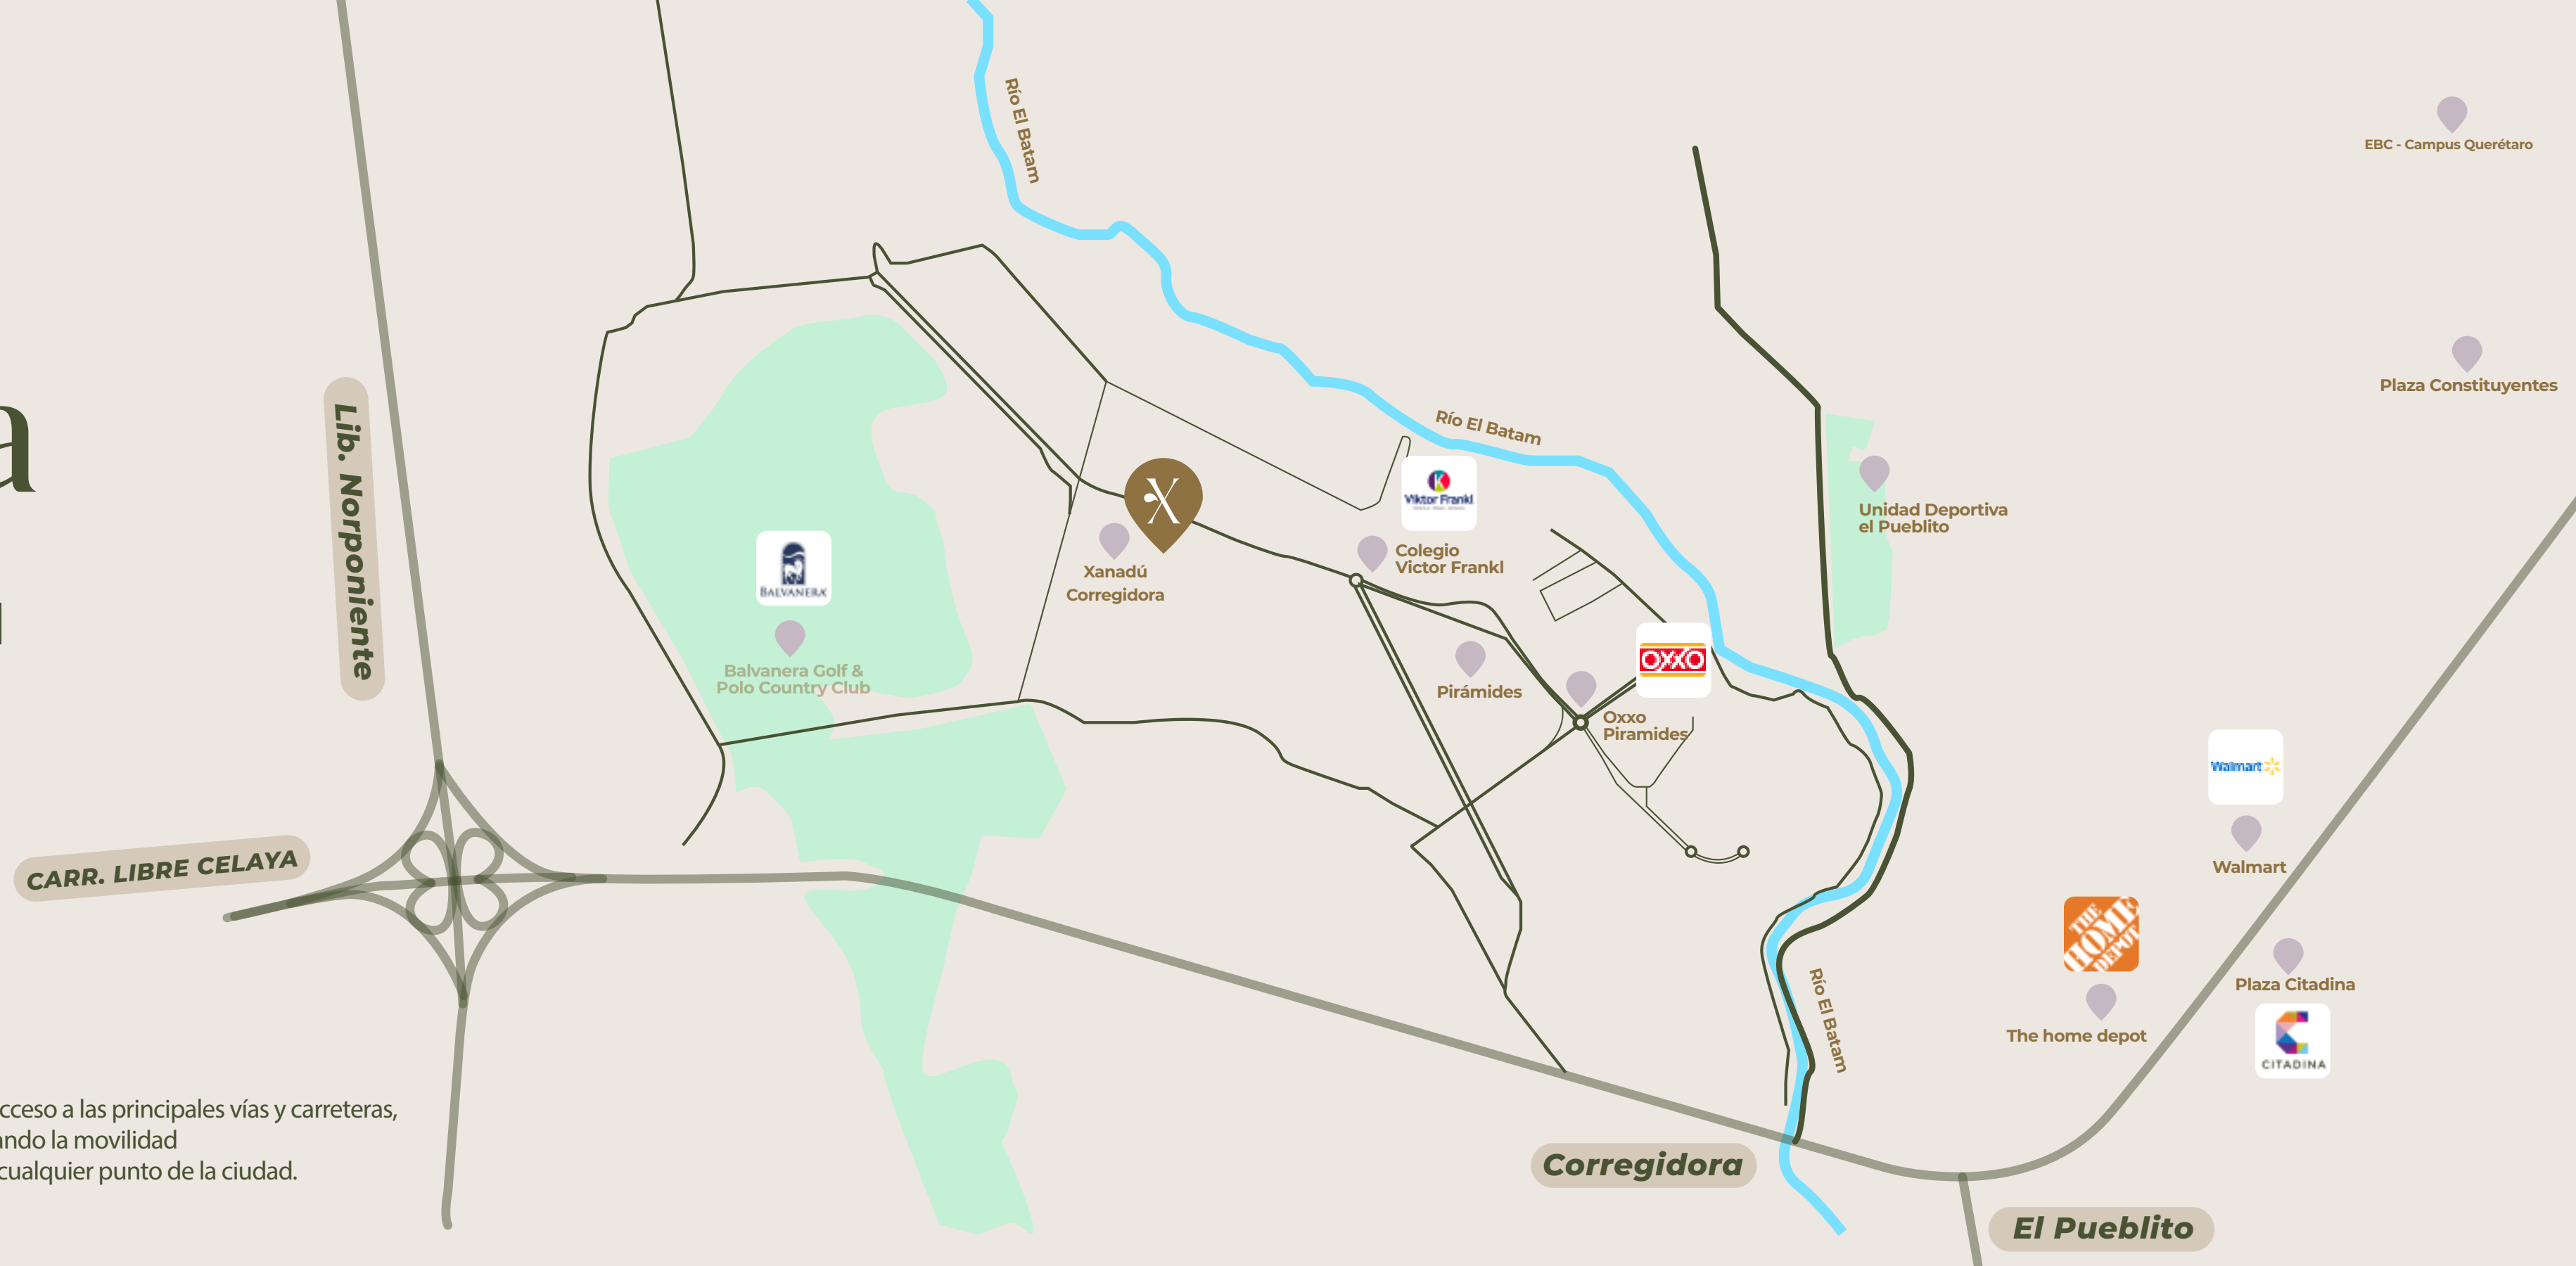 a
Lib. Norponiente
CARR. LIBRE CELAYA
cceso a las principales vías y carreteras,
ando la movilidad
cualquier punto de la ciudad.
Río El Batam
BALVANERA
Balvanera Golf &
Polo Country Club
X
Xanadú
Corregidora
Río El Batam
Viktor Frankl
Colegio
Victor Frankl
Pirámides
OXXO
Oxxo
Piramides
Unidad Deportiva
el Pueblito
EBC - Campus Querétaro
Plaza Constituyentes
Walmart
Walmart
THE
HOME
DEPOT
The home depot
Plaza Citadina
CITADINA
Río El Batam
Corregidora
El Pueblito